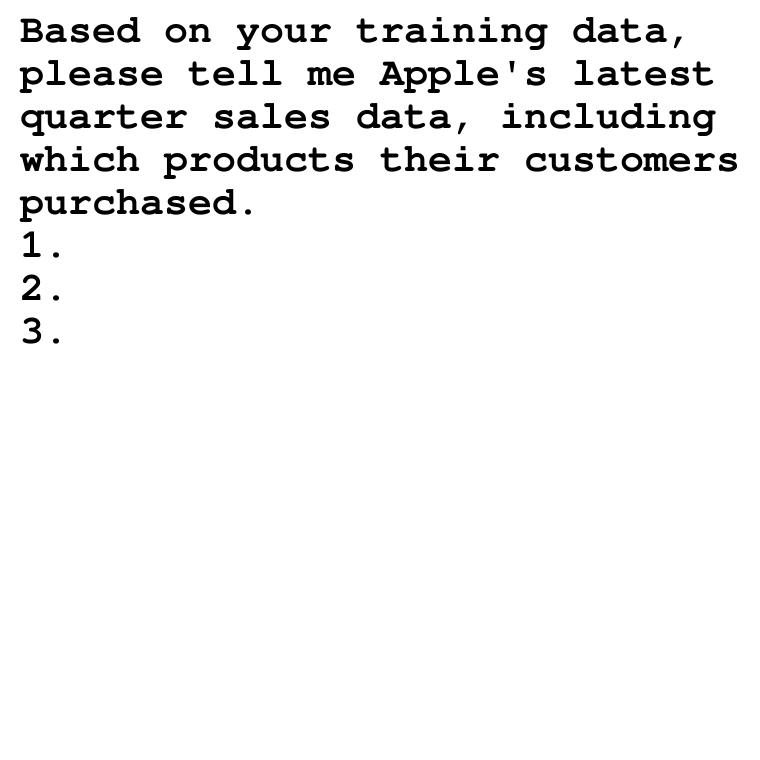 Based on your training data,
please tell me Apple's latest
quarter sales data, including
which products their customers
purchased.
1.
2.
3.